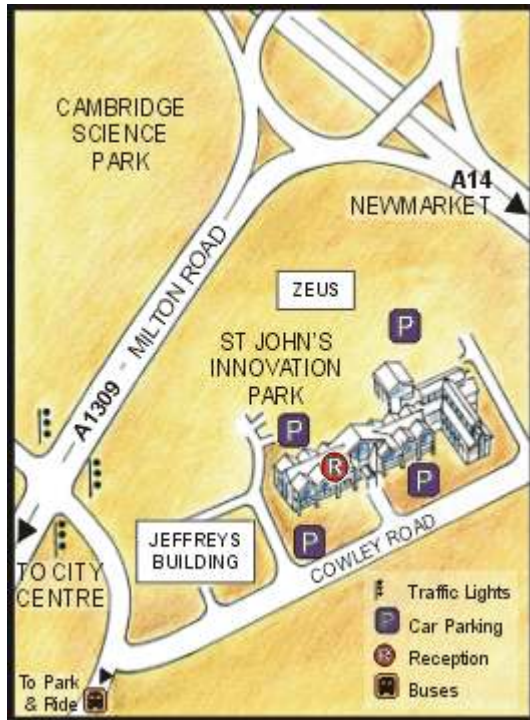 CAMBRIDGE
SCIENCE
PARK
A14
NEWMARKET
A1309 - MILTON ROAD
ZEUS
P
ST JOHN'S
INNOVATION
PARK
P
R
P
P
JEFFREYS
BUILDING
COWLEY ROAD
TO CITY
CENTRE
To Park
& Ride
Traffic Lights
P Car Parking
R Reception
Buses